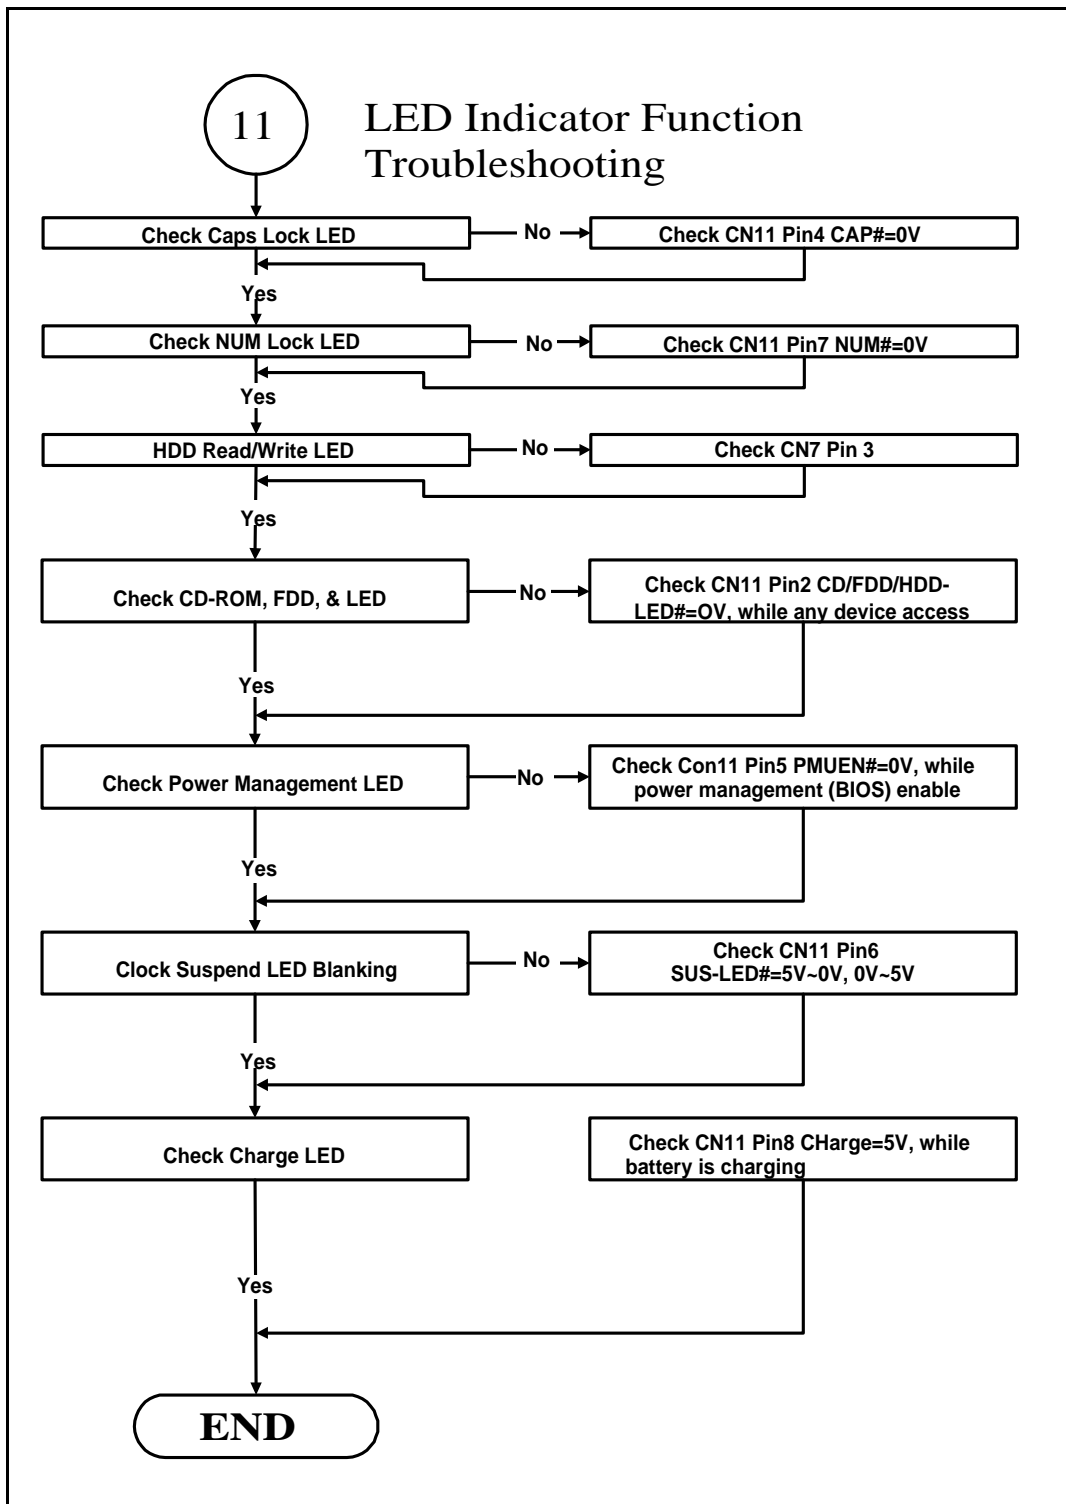 11
LED Indicator Function
Troubleshooting
Check Caps Lock LED
No
Check CN11 Pin4 CAP#=0V
Yes
Check NUM Lock LED
No
Check CN11 Pin7 NUM#=0V
Yes
HDD Read/Write LED
No
Check CN7 Pin 3
Yes
Check CD-ROM, FDD, & LED
No
Check CN11 Pin2 CD/FDD/HDD-
LED#=OV, while any device access
Yes
Check Power Management LED
No
Check Con11 Pin5 PMUEN#=0V, while
power management (BIOS) enable
Yes
Clock Suspend LED Blanking
No
Check CN11 Pin6
SUS-LED#=5V~0V, 0V~5V
Yes
Check Charge LED
Check CN11 Pin8 CHarge=5V, while
battery is charging
Yes
END